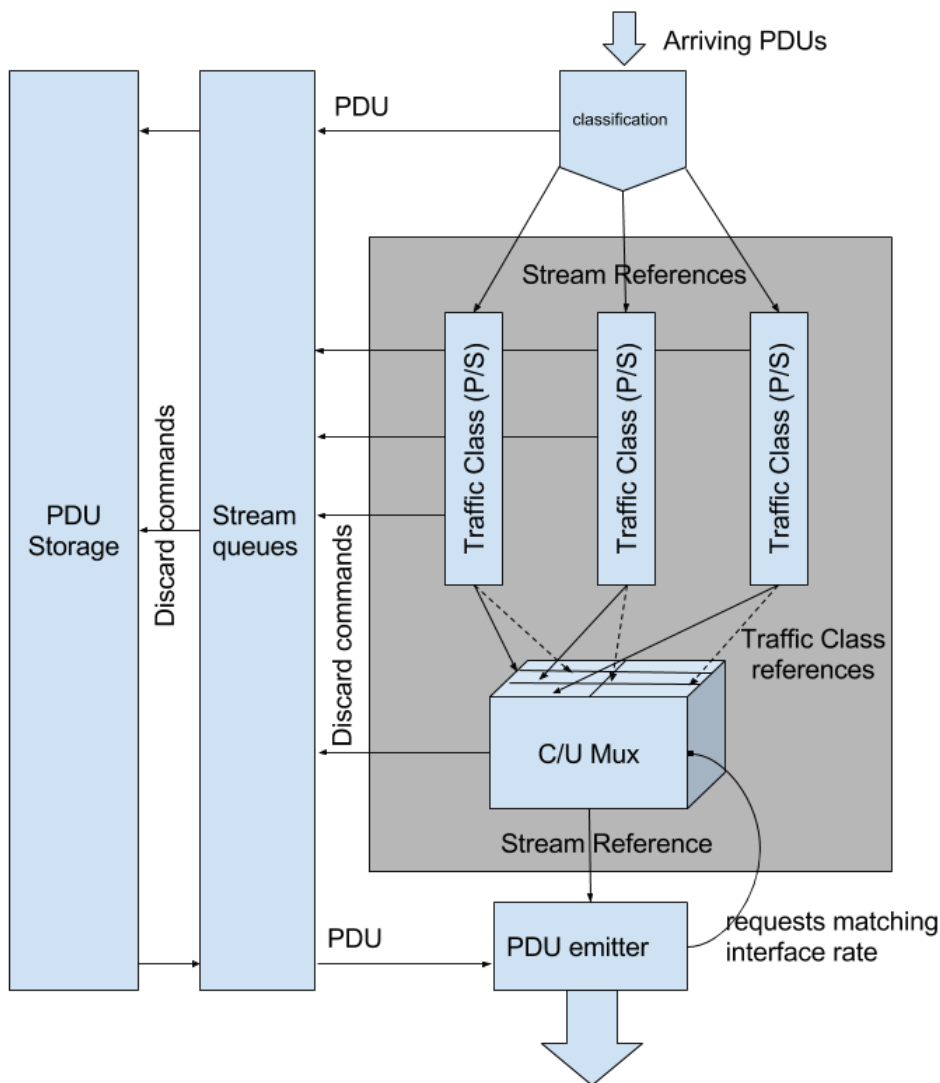 Arriving PDUs
PDU
classification
Stream References
Traffic Class (P/S)
Traffic Class (P/S)
Traffic Class (P/S)
PDU
Storage
Discard commands
Stream
queues
Discard commands
Traffic Class
references
C/U Mux
Stream Reference
PDU
PDU emitter
requests matching
interface rate